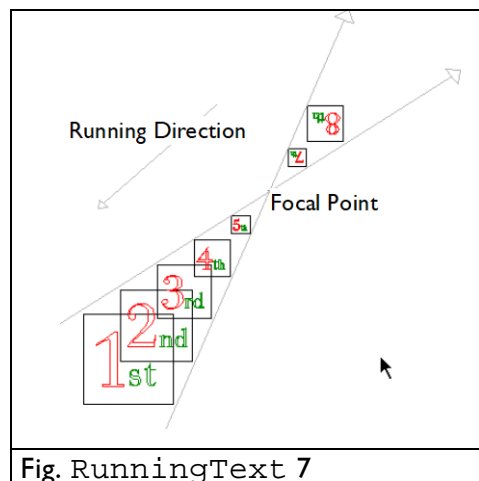 8th
Running Direction
7th
Focal Point
5th
4th
3rd
2nd
1st
Fig. RunningText 7